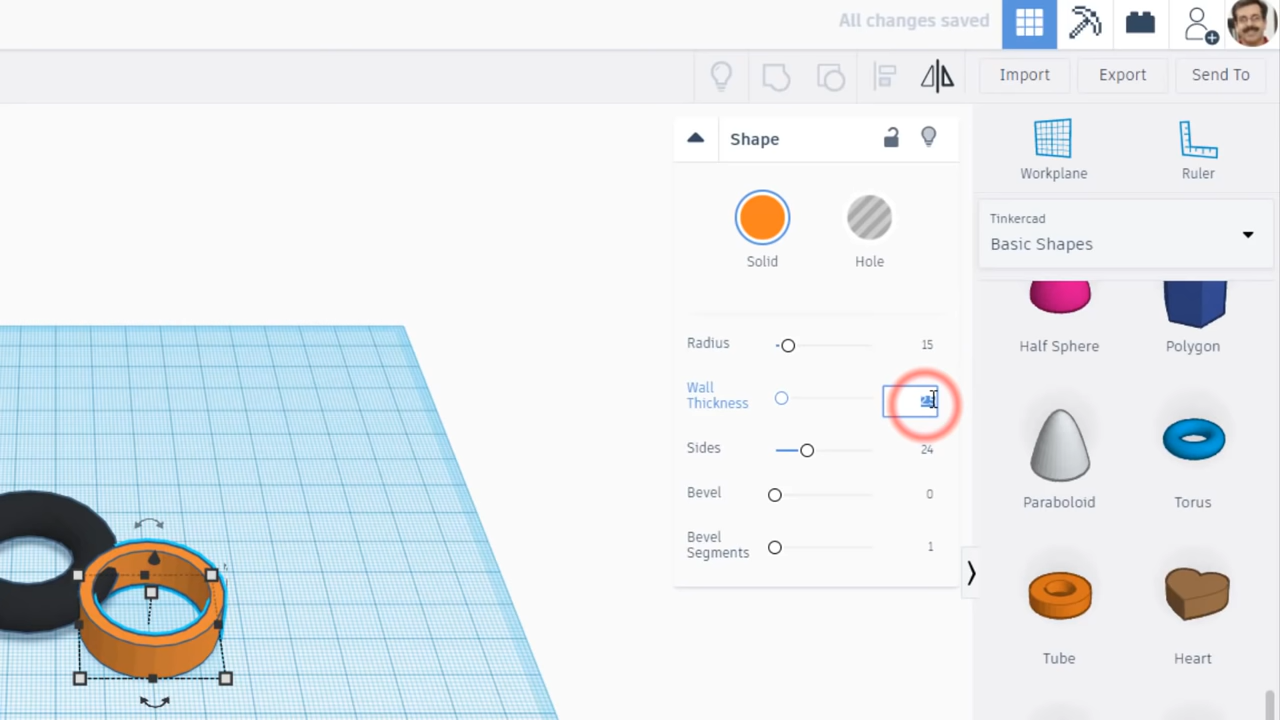 All changes saved
Import
Export
Send To
Shape
Workplane
Ruler
Solid
Hole
Tinkercad
Basic Shapes
Radius
15
Wall
Thickness
Sides
24
Bevel
0
Bevel
Segments
1
Half Sphere
Polygon
Paraboloid
Torus
Tube
Heart